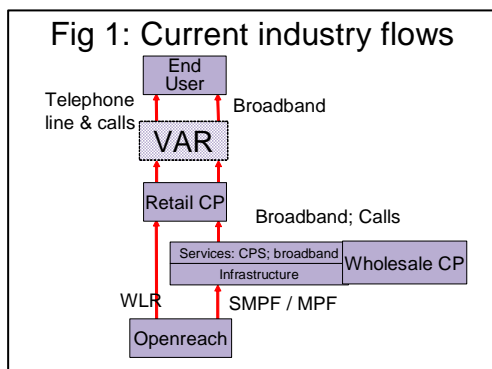 Fig 1: Current industry flows
End
User
Telephone
line & calls
Broadband
VAR
Retail CP
Broadband; Calls
Services: CPS; broadband
Infrastructure
Wholesale CP
WLR
SMPF / MPF
Openreach